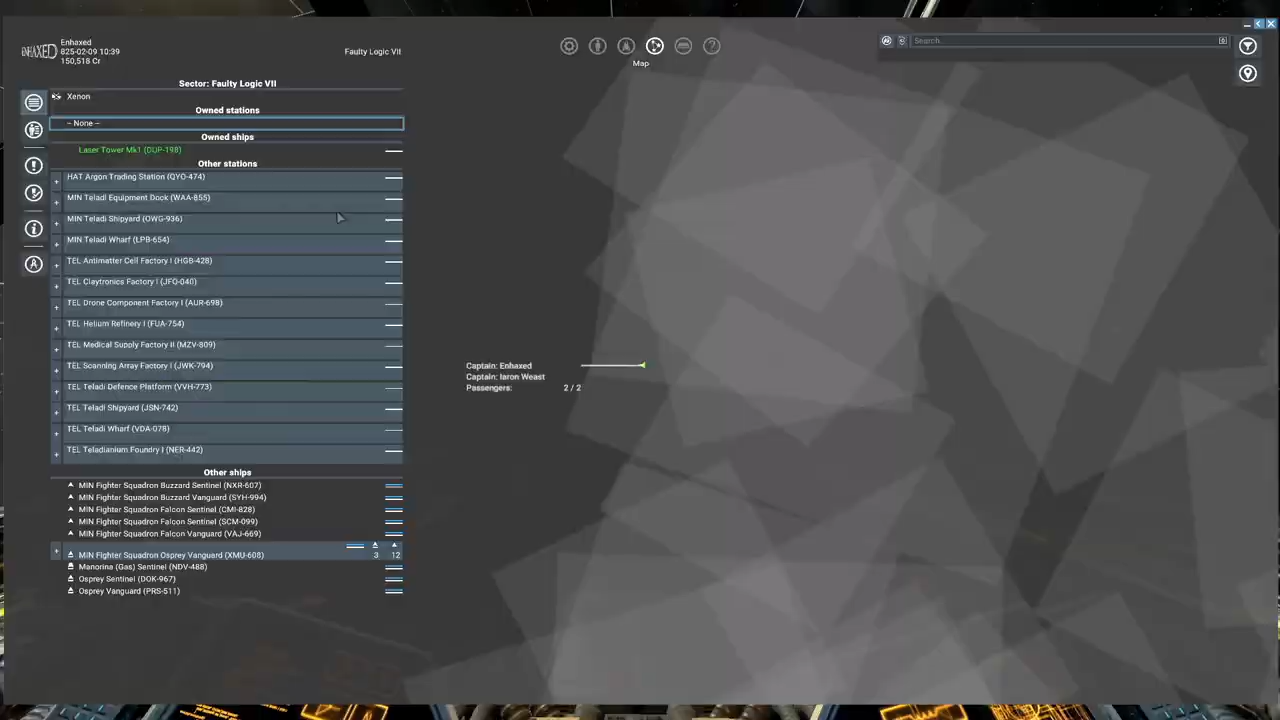 ENHAXED
Enhaxed
825-02-09 10:39
150,518 Cr
Faulty Logic VII
Map
Search...
Sector: Faulty Logic VII
Xenon
Owned stations
-- None --
Owned ships
Laser Tower Mk1 (DUP-198)
Other stations
HAT Argon Trading Station (QYO-474)
MIN Teladi Equipment Dock (WAA-855)
MIN Teladi Shipyard (OWG-936)
MIN Teladi Wharf (LPB-654)
TEL Antimatter Cell Factory I (HGB-428)
TEL Claytronics Factory I (JFQ-040)
TEL Drone Component Factory I (AUR-698)
TEL Helium Refinery I (FUA-754)
TEL Medical Supply Factory II (MZV-809)
TEL Scanning Array Factory I (JWK-794)
TEL Teladi Defence Platform (VVH-773)
TEL Teladi Shipyard (JSN-742)
TEL Teladi Wharf (VDA-078)
TEL Teladianium Foundry I (NER-442)
Captain: Enhaxed
Captain: Iaron Weast
Passengers: 2 / 2
Other ships
MIN Fighter Squadron Buzzard Sentinel (NXR-607)
MIN Fighter Squadron Buzzard Vanguard (SYH-994)
MIN Fighter Squadron Falcon Sentinel (CMI-828)
MIN Fighter Squadron Falcon Sentinel (SCM-099)
MIN Fighter Squadron Falcon Vanguard (VAJ-669)
MIN Fighter Squadron Osprey Vanguard (XMU-608) 3 12
Manorina (Gas) Sentinel (NDV-488)
Osprey Sentinel (DOK-967)
Osprey Vanguard (PRS-511)